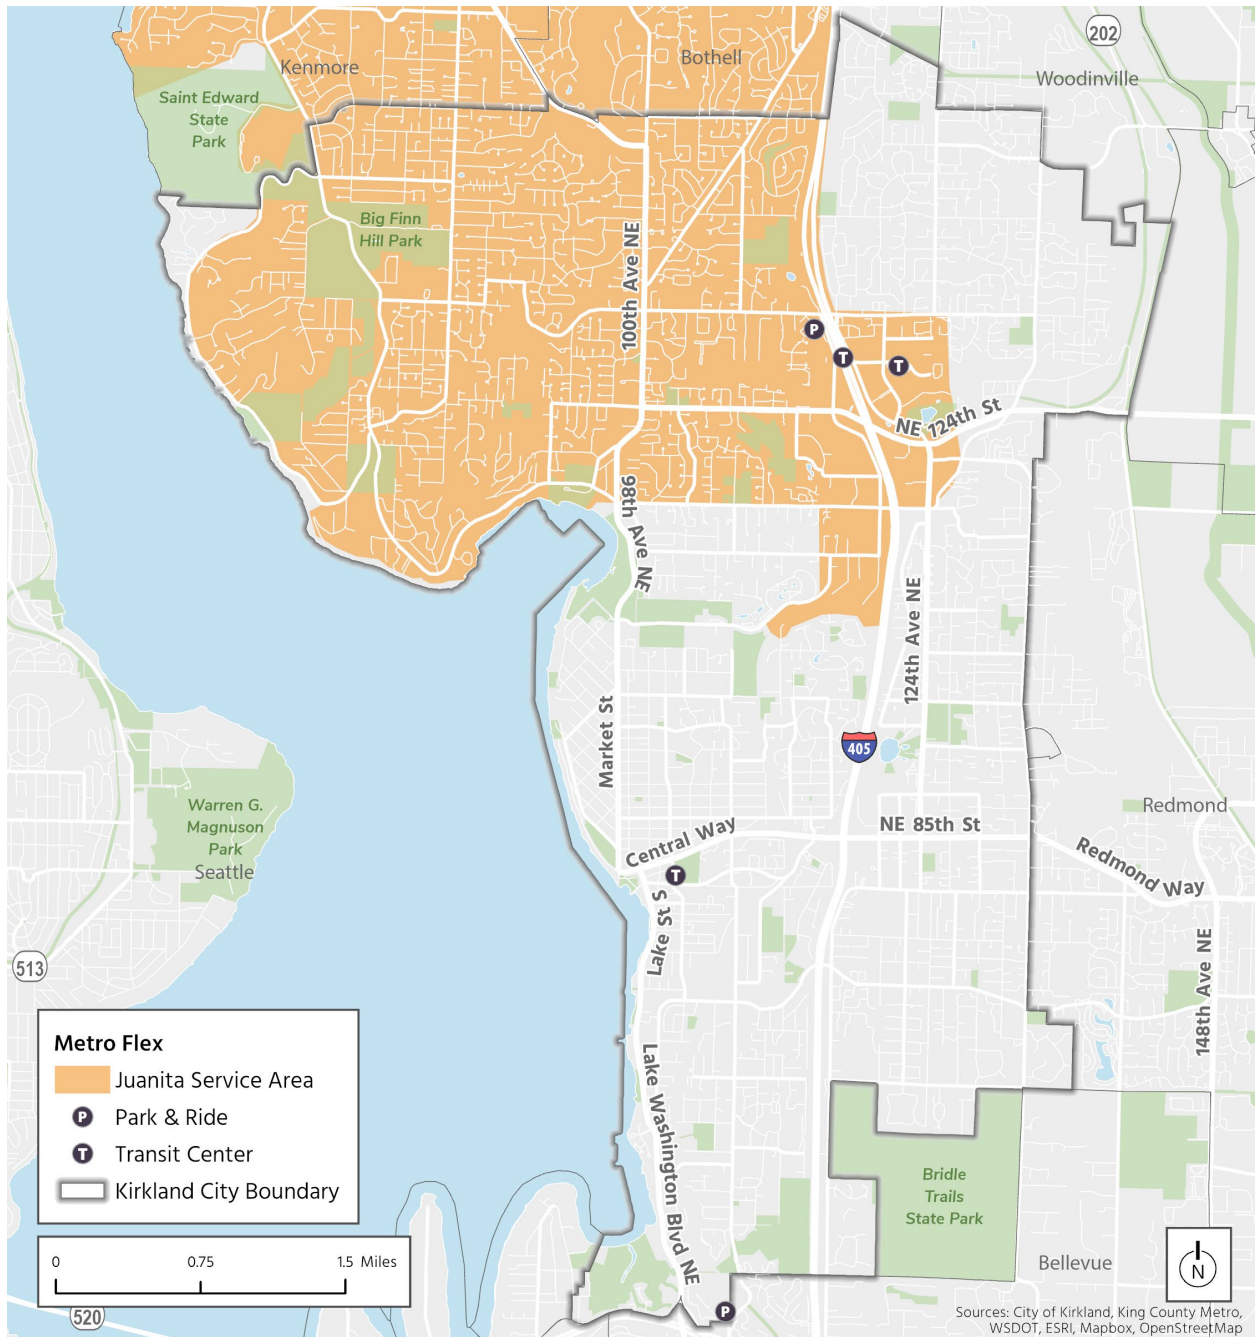 202
Bothell
Kenmore
Woodinville
Saint Edward
State
Park
Big Finn
Hill Park
100th Ave NE
P
T
T
NE 124th St
98th Ave NE
124th Ave NE
Market St
405
Warren G.
Magnuson
Park
Seattle
Redmond
NE 85th St
Central Way
Redmond Way
T
Lake St S
513
148th Ave NE
Metro Flex
Juanita Service Area
P Park & Ride
T Transit Center
Kirkland City Boundary
Lake Washington Blvd NE
Bridle
Trails
State Park
0 0.75 1.5 Miles
Bellevue
N
P
520
Sources: City of Kirkland, King County Metro,
WSDOT, ESRI, Mapbox, OpenStreetMap